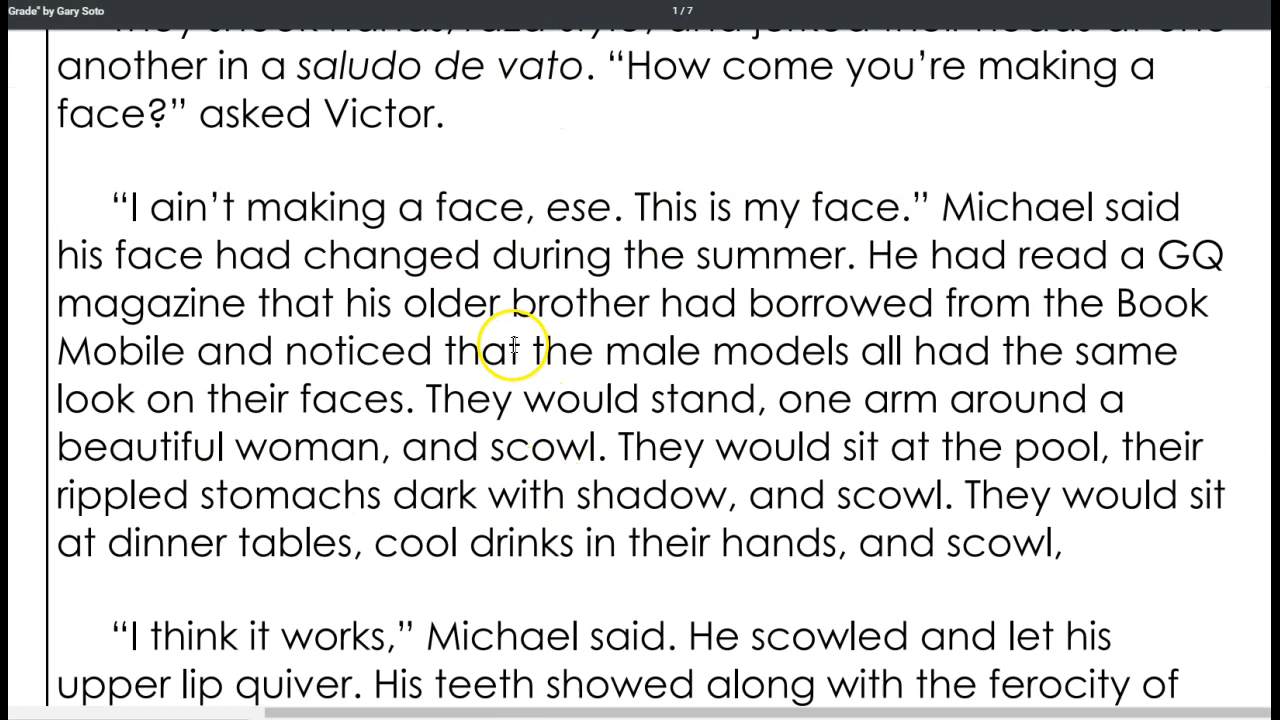 Grade" by Gary Soto
1 / 7
another in a saludo de vato. “How come you’re making a
face?” asked Victor.
“I ain’t making a face, ese. This is my face.” Michael said
his face had changed during the summer. He had read a GQ
magazine that his older brother had borrowed from the Book
Mobile and noticed that the male models all had the same
look on their faces. They would stand, one arm around a
beautiful woman, and scowl. They would sit at the pool, their
rippled stomachs dark with shadow, and scowl. They would sit
at dinner tables, cool drinks in their hands, and scowl,
“I think it works,” Michael said. He scowled and let his
upper lip quiver. His teeth showed along with the ferocity of